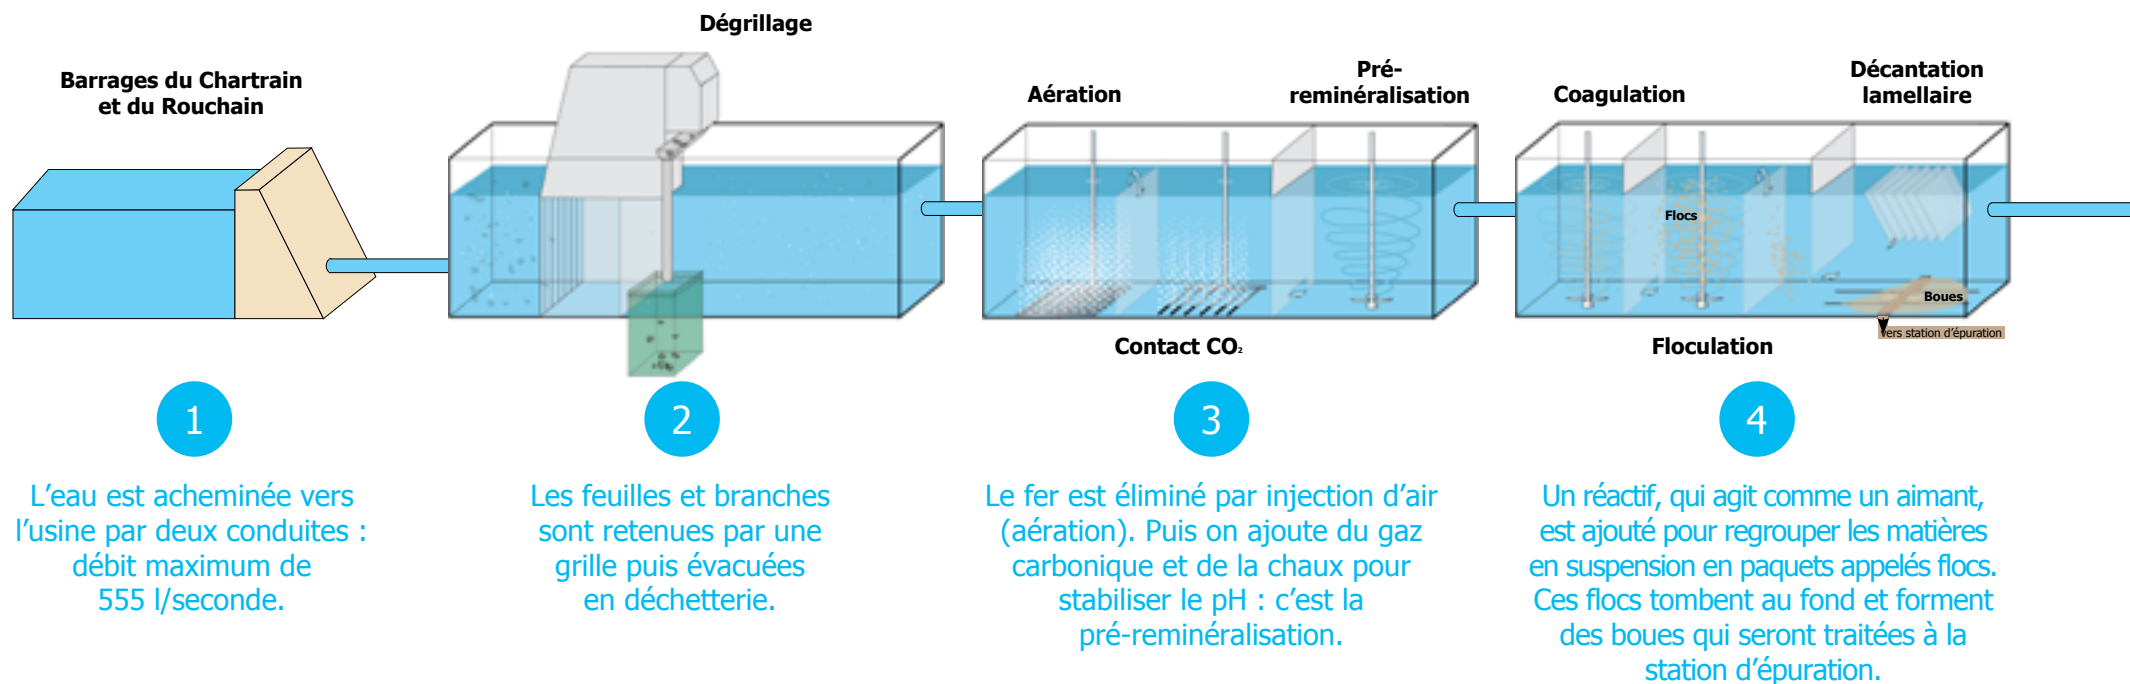 Barrages du Chartrain
et du Rouchain
Dégrillage
Aération
Pré-
reminéralisation
Contact CO₂
Coagulation
Décantation
lamellaire
Flocs
Boues
Vers station d'épuration
Floculation
1
L'eau est acheminée vers
l'usine par deux conduites :
débit maximum de
555 l/seconde.
2
Les feuilles et branches
sont retenues par une
grille puis évacuées
en déchetterie.
3
Le fer est éliminé par injection d'air
(aération). Puis on ajoute du gaz
carbonique et de la chaux pour
stabiliser le pH : c'est la
pré-reminéralisation.
4
Un réactif, qui agit comme un aimant,
est ajouté pour regrouper les matières
en suspension en paquets appelés flocs.
Ces flocs tombent au fond et forment
des boues qui seront traitées à la
station d'épuration.